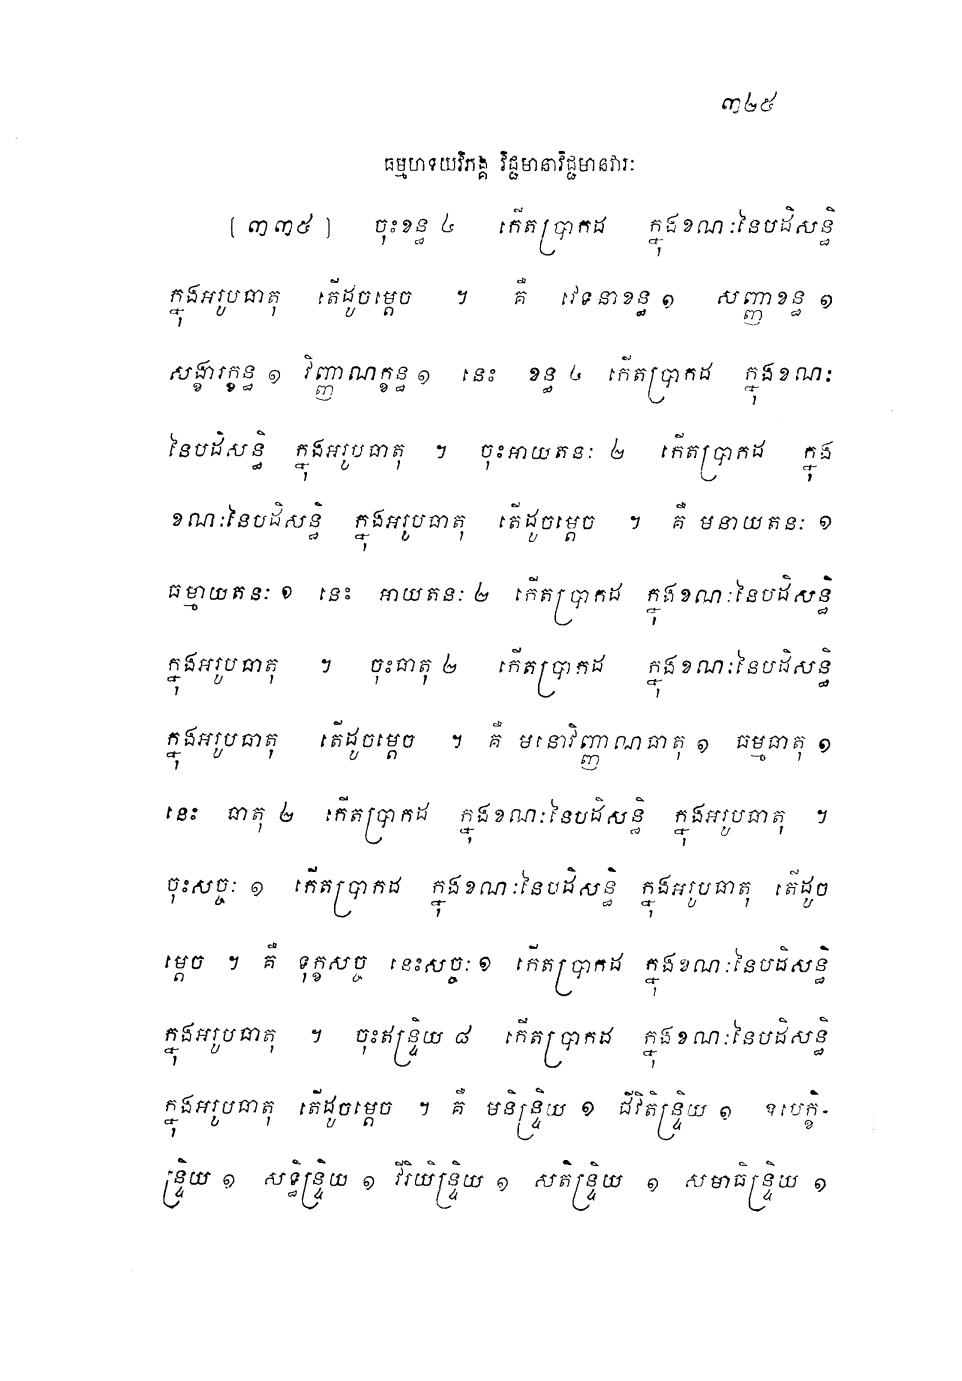 ៣២៥
ធម្មហទយវិភង្គ វិជ្ជមានាវិជ្ជមានវារៈ
[៣៣៥] ចុះខន្ធ ៤ កើតប្រាកដ ក្នុងខណៈនៃបដិសន្ធិ
ក្នុងអរូបធាតុ តើដូចម្តេច ។ គឺ វេទនាខន្ធ ១ សញ្ញាខន្ធ ១
សង្ខារក្ខន្ធ ១ វិញ្ញាណក្ខន្ធ ១ នេះ ខន្ធ ៤ កើតប្រាកដ ក្នុងខណៈ
នៃបដិសន្ធិ ក្នុងអរូបធាតុ ។ ចុះអាយតនៈ ២ កើតប្រាកដ ក្នុង
ខណៈនៃបដិសន្ធិ ក្នុងអរូបធាតុ តើដូចម្តេច ។ គឺ មនាយតនៈ ១
ធម្មាយតនៈ ១ នេះ អាយតនៈ ២ កើតប្រាកដ ក្នុងខណៈនៃបដិសន្ធិ
ក្នុងអរូបធាតុ ។ ចុះធាតុ ២ កើតប្រាកដ ក្នុងខណៈនៃបដិសន្ធិ
ក្នុងអរូបធាតុ តើដូចម្តេច ។ គឺ មនោវិញ្ញាណធាតុ ១ ធម្មធាតុ ១
នេះ ធាតុ ២ កើតប្រាកដ ក្នុងខណៈនៃបដិសន្ធិ ក្នុងអរូបធាតុ ។
ចុះសច្ចៈ ១ កើតប្រាកដ ក្នុងខណៈនៃបដិសន្ធិ ក្នុងអរូបធាតុ តើដូច
ម្តេច ។ គឺ ទុក្ខសច្ច នេះសច្ចៈ ១ កើតប្រាកដ ក្នុងខណៈនៃបដិសន្ធិ
ក្នុងអរូបធាតុ ។ ចុះឥន្ទ្រិយ ៨ កើតប្រាកដ ក្នុងខណៈនៃបដិសន្ធិ
ក្នុងអរូបធាតុ តើដូចម្តេច ។ គឺ មនិន្ទ្រិយ ១ ជីវិតិន្ទ្រិយ ១ ឧបេក្ខិ-
ន្ទ្រិយ ១ សទ្ធិន្ទ្រិយ ១ វីរិយិន្ទ្រិយ ១ សតិន្ទ្រិយ ១ សមាធិន្ទ្រិយ ១